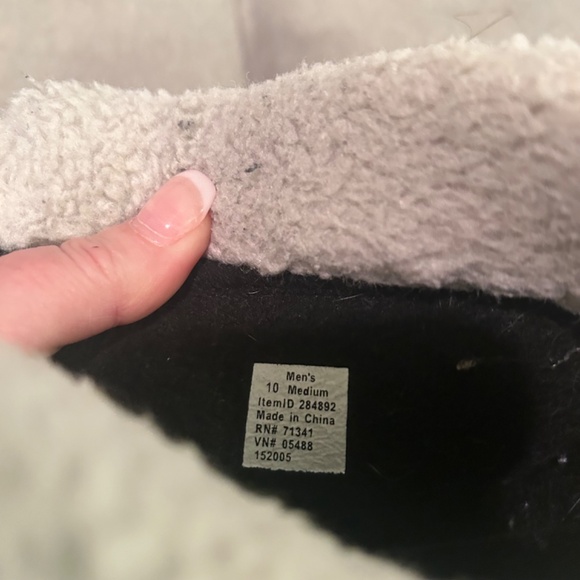 Men's
10 Medium
ItemID 284892
Made in China
RN# 71341
VN# 05488
152005